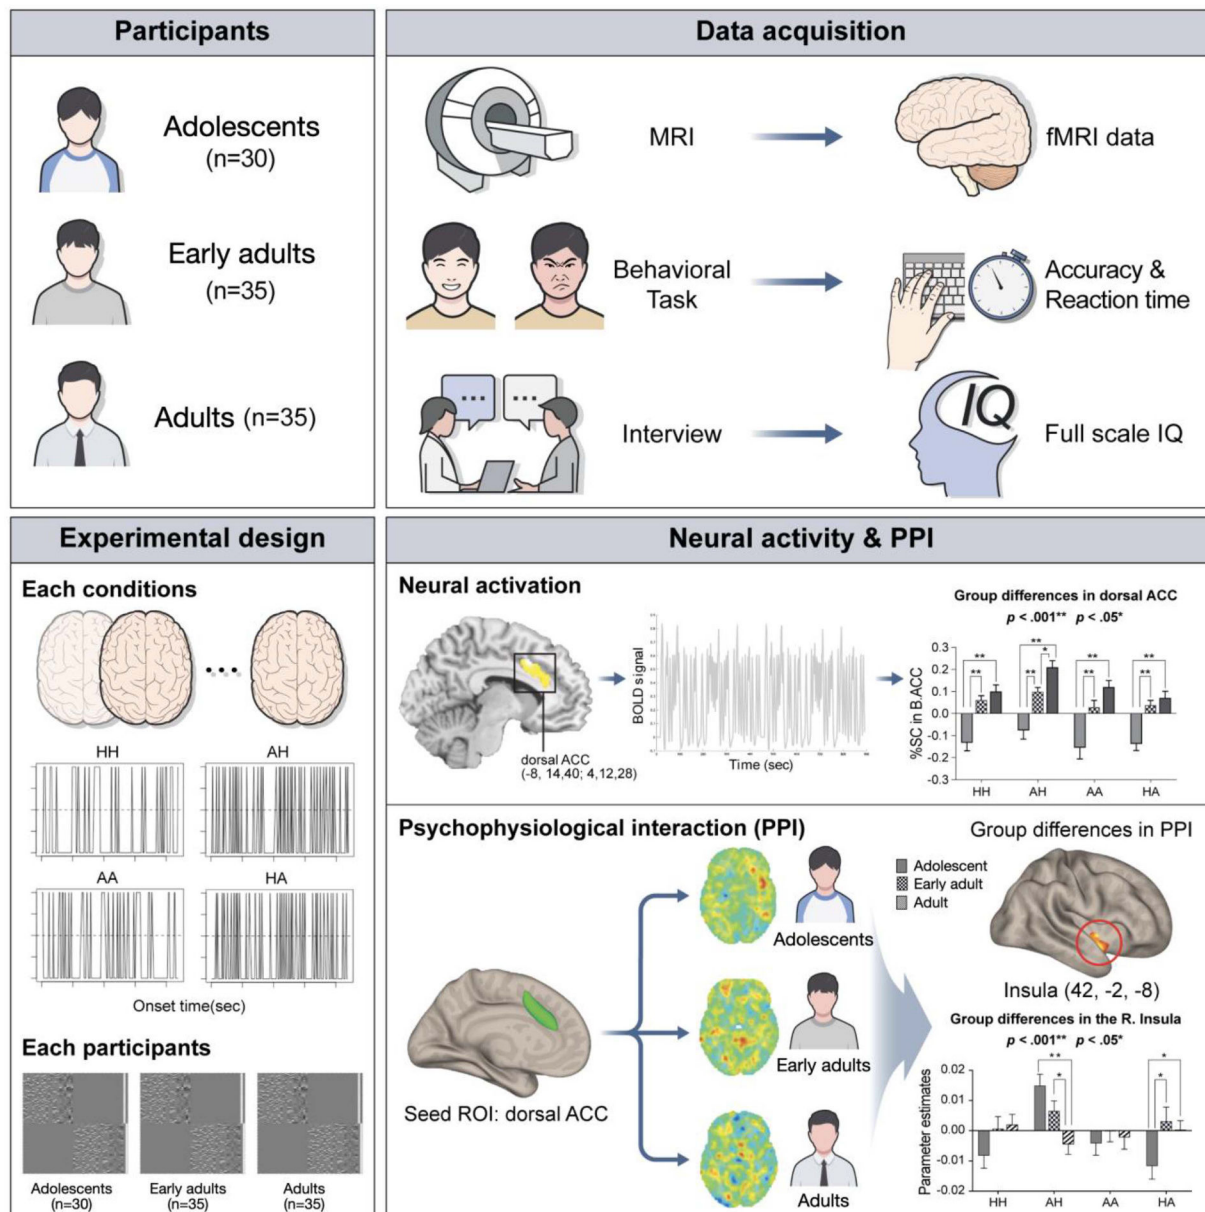 Participants
Adolescents
(n=30)
Early adults
(n=35)
Adults (n=35)
Data acquisition
MRI
fMRI data
Behavioral
Task
Accuracy &
Reaction time
Interview
IQ
Full scale IQ
Experimental design
Each conditions
HH
AH
AA
HA
Onset time(sec)
Each participants
Adolescents
(n=30)
Early adults
(n=35)
Adults
(n=35)
Neural activity & PPI
Neural activation
dorsal ACC
(-8, 14,40; 4,12,28)
BOLD signal
Time (sec)
Group differences in dorsal ACC
p < .001** p < .05*
%SC in B.ACC
0.3
0.2
0.1
0.0
-0.1
-0.2
-0.3
**
**
**
**
*
**
**
**
**
HH
AH
AA
HA
Psychophysiological interaction (PPI)
Seed ROI: dorsal ACC
Adolescents
Early adults
Adults
Group differences in PPI
Adolescent
Early adult
Adult
Insula (42, -2, -8)
Group differences in the R. Insula
p < .001** p < .05*
Parameter estimates
0.02
0.01
0.00
-0.01
-0.02
**
*
*
*
HH
AH
AA
HA